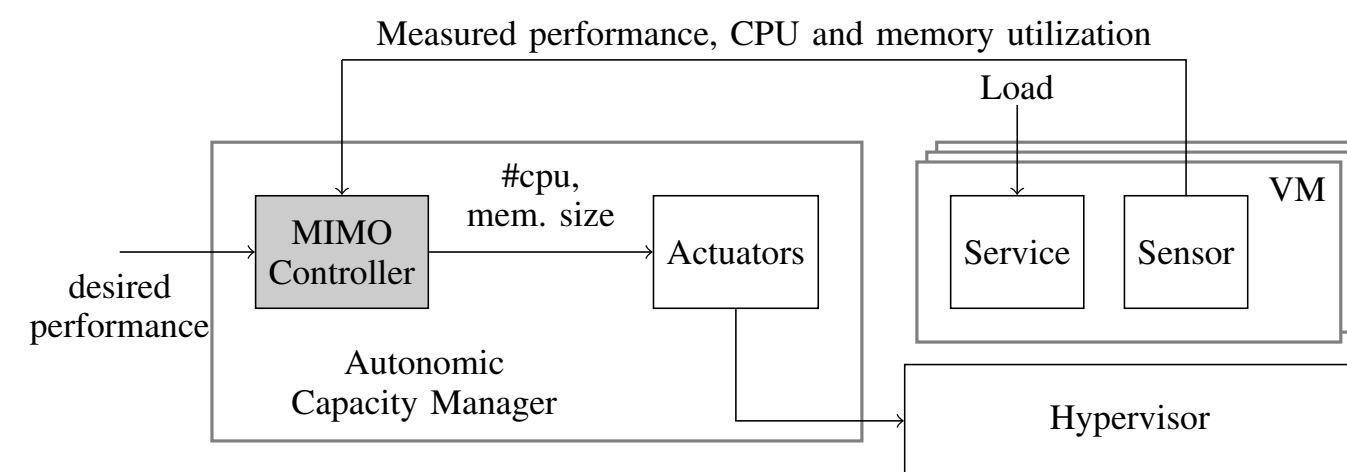 Measured performance, CPU and memory utilization
Load
#cpu,
mem. size
VM
MIMO
Controller
Actuators
Service
Sensor
desired
performance
Autonomic
Capacity Manager
Hypervisor